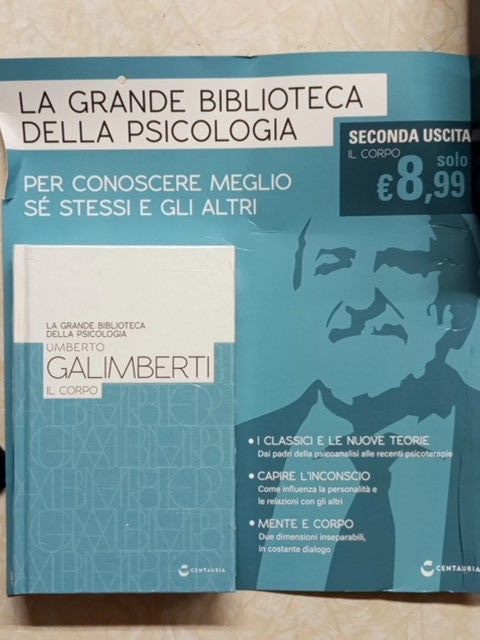 LA GRANDE BIBLIOTECA
DELLA PSICOLOGIA
SECONDA USCITA
IL CORPO
solo
€8,99
PER CONOSCERE MEGLIO
SÉ STESSI E GLI ALTRI
LA GRANDE BIBLIOTECA
DELLA PSICOLOGIA
UMBERTO
GALIMBERTI
IL CORPO
• I CLASSICI E LE NUOVE TEORIE
Dai padri della psicoanalisi alle recenti psicoterapie
• CAPIRE L'INCONSCIO
Come influenza la personalità e
le relazioni con gli altri
• MENTE E CORPO
Due dimensioni inseparabili,
in costante dialogo
CENTAURIA
CENTAURIA